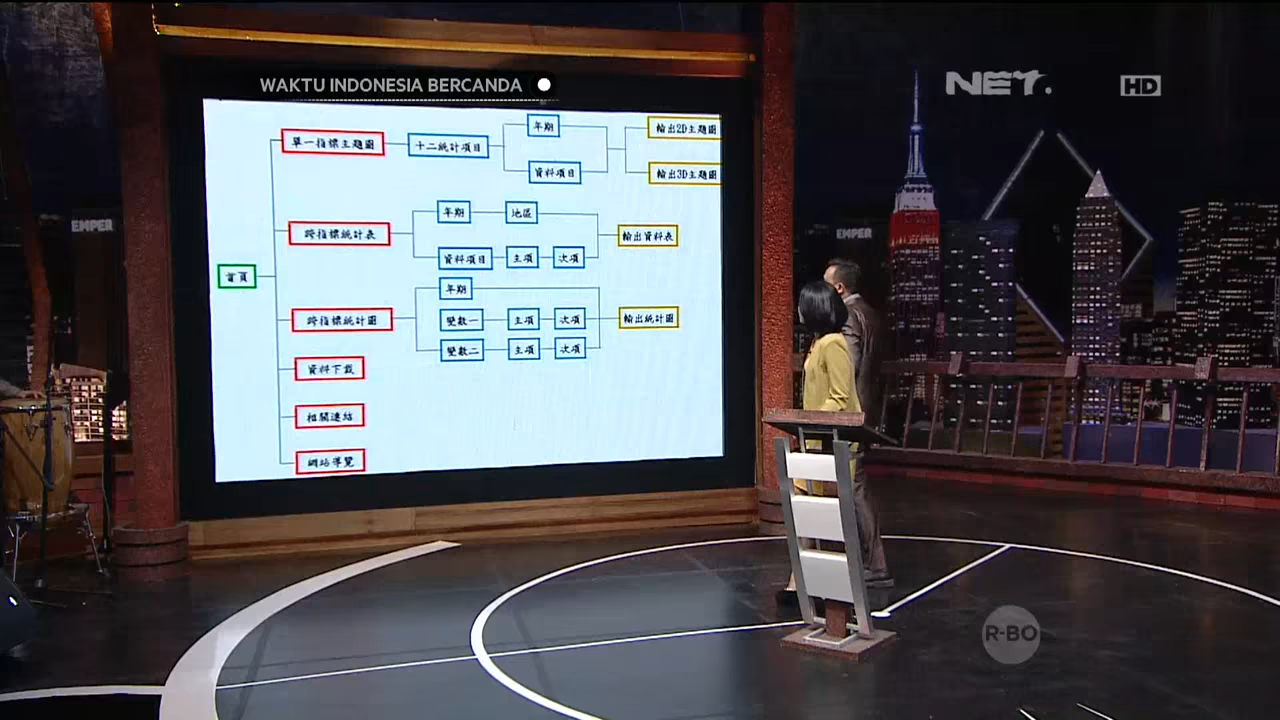 WAKTU INDONESIA BERCANDA
NET.
HD
EMPER
EMPER
首頁
單一指標主題圖
十二統計項目
年期
資料項目
輸出2D主題圖
輸出3D主題圖
跨指標統計表
年期
地區
資料項目
主項
次項
輸出資料表
跨指標統計圖
年期
變數一
主項
次項
變數二
主項
次項
輸出統計圖
資料下載
相關連結
網站導覽
R-BO